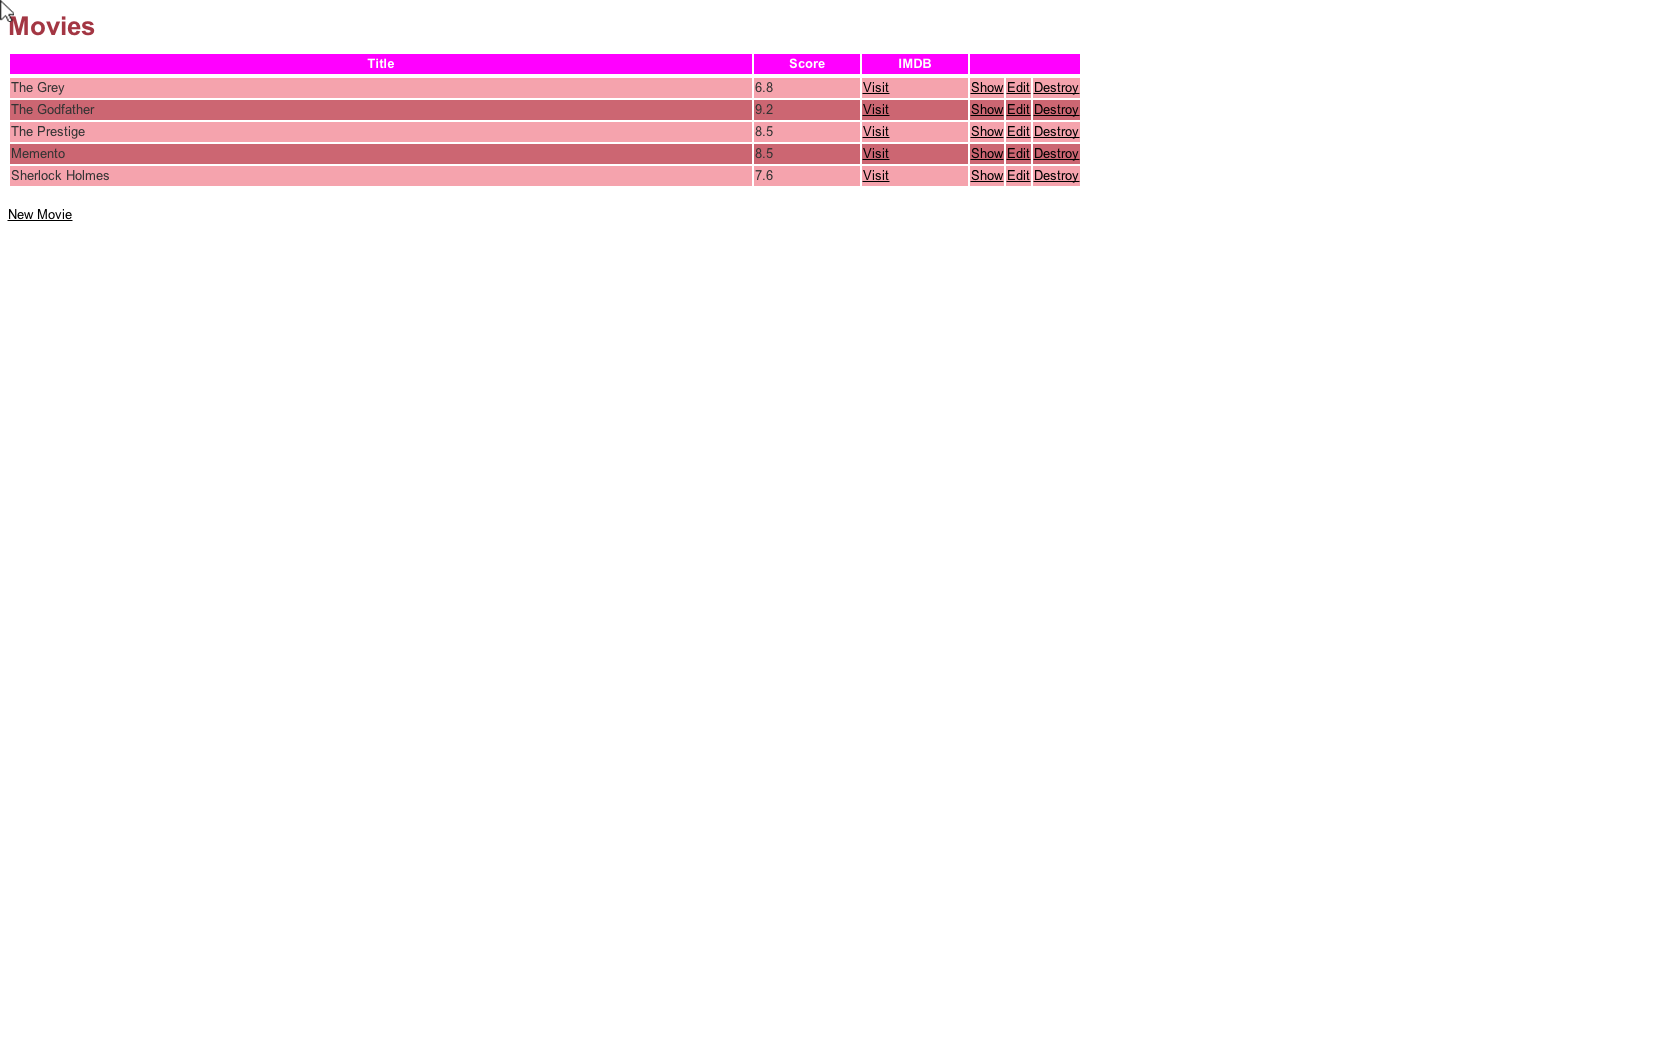 Movies
Title Score IMDB
The Grey 6.8 Visit Show Edit Destroy
The Godfather 9.2 Visit Show Edit Destroy
The Prestige 8.5 Visit Show Edit Destroy
Memento 8.5 Visit Show Edit Destroy
Sherlock Holmes 7.6 Visit Show Edit Destroy
New Movie